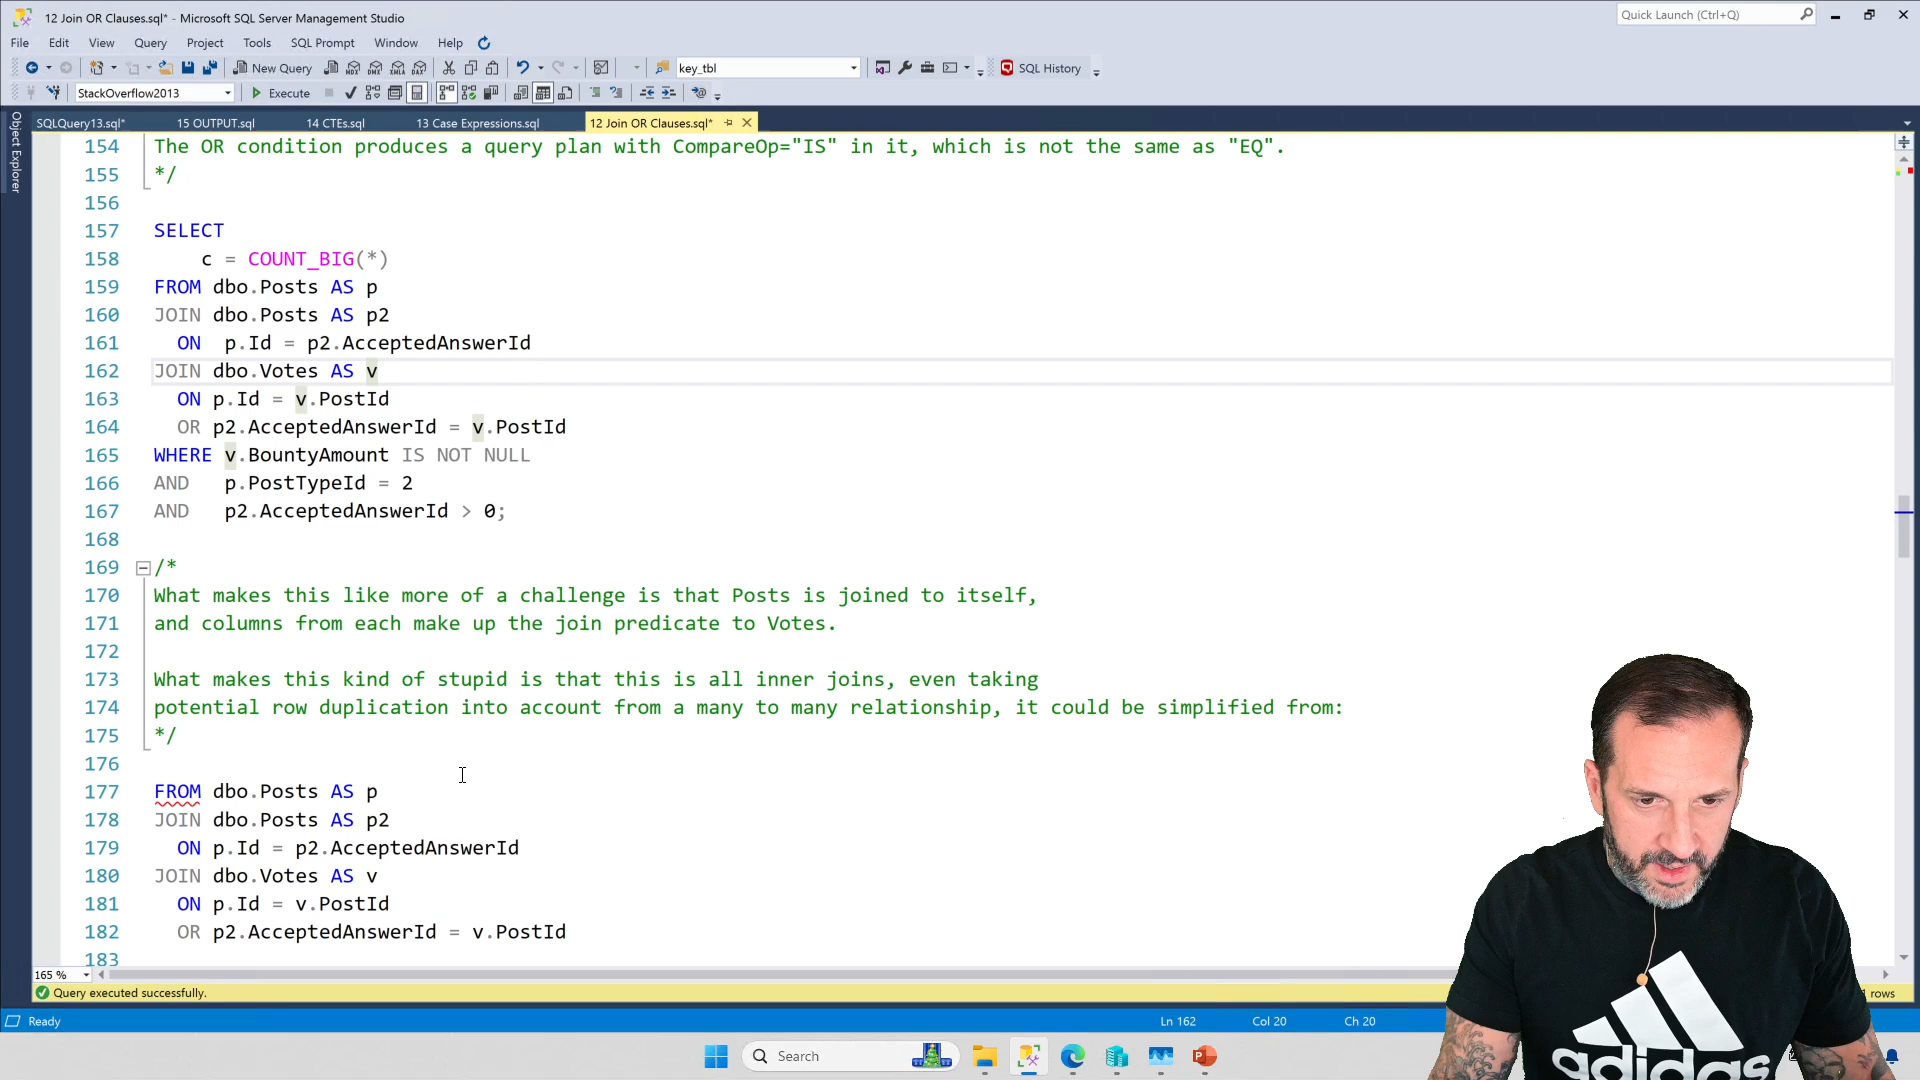 12 Join OR Clauses.sql* - Microsoft SQL Server Management Studio
Quick Launch (Ctrl+Q)
File Edit View Query Project Tools SQL Prompt Window Help
New Query MDX DMX XMLA DAX key_tbl SQL History
StackOverflow2013 Execute
SQLQuery13.sql* 15 OUTPUT.sql 14 CTEs.sql 13 Case Expressions.sql 12 Join OR Clauses.sql*
Object Explorer
154 The OR condition produces a query plan with CompareOp="IS" in it, which is not the same as "EQ".
155 */
156
157 SELECT
158 c = COUNT_BIG(*)
159 FROM dbo.Posts AS p
160 JOIN dbo.Posts AS p2
161 ON p.Id = p2.AcceptedAnswerId
162 JOIN dbo.Votes AS v
163 ON p.Id = v.PostId
164 OR p2.AcceptedAnswerId = v.PostId
165 WHERE v.BountyAmount IS NOT NULL
166 AND p.PostTypeId = 2
167 AND p2.AcceptedAnswerId > 0;
168
169 /*
170 What makes this like more of a challenge is that Posts is joined to itself,
171 and columns from each make up the join predicate to Votes.
172
173 What makes this kind of stupid is that this is all inner joins, even taking
174 potential row duplication into account from a many to many relationship, it could be simplified from:
175 */
176
177 FROM dbo.Posts AS p
178 JOIN dbo.Posts AS p2
179 ON p.Id = p2.AcceptedAnswerId
180 JOIN dbo.Votes AS v
181 ON p.Id = v.PostId
182 OR p2.AcceptedAnswerId = v.PostId
183
165 %
Query executed successfully.
rows
Ready
Ln 162 Col 20 Ch 20
Search
adidas